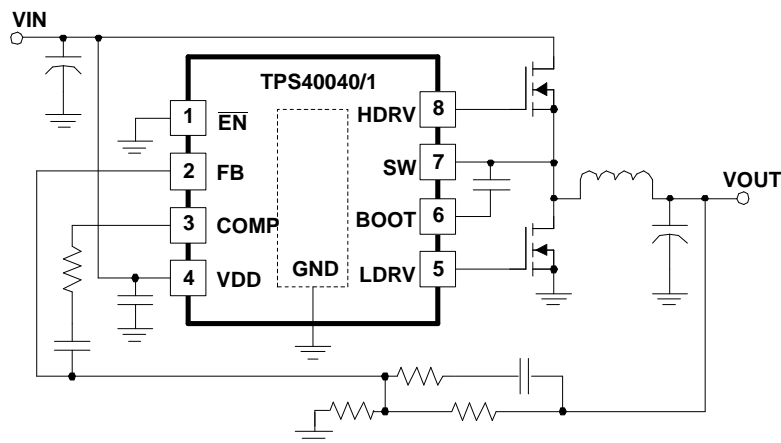 VIN
TPS40040/1
1 EN
HDRV 8
2 FB
SW 7
3 COMP
BOOT 6
4 VDD
GND
LDRV 5
VOUT